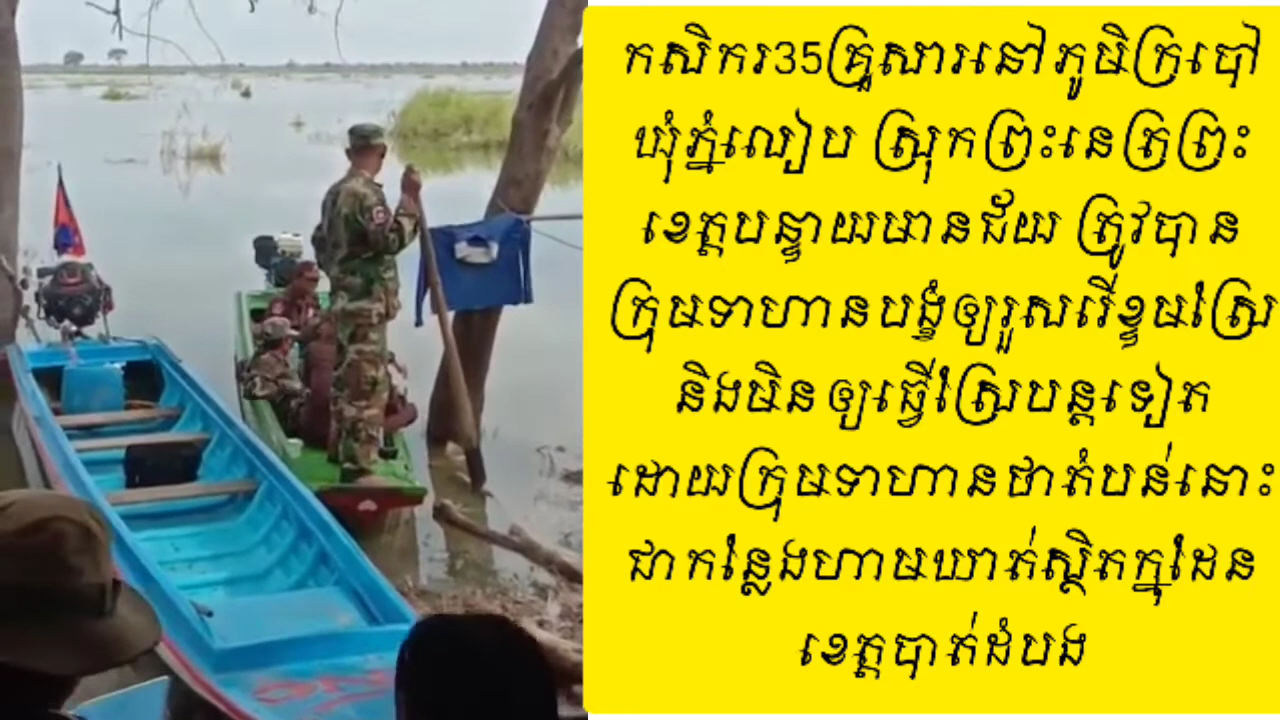 កសិករ35គ្រួសារនៅភូមិក្របៅ
ឃុំភ្នំលៀប ស្រុកព្រះនេត្រព្រះ
ខេត្តបន្ទាយមានជ័យ ត្រូវបាន
ក្រុមទាហានបង្ខំឲ្យរួសរើខ្ទមស្រែ
និងមិនឲ្យធ្វើស្រែបន្តទៀត
ដោយក្រុមទាហានថាតំបន់នោះ
ជាកន្លែងហាមឃាត់ស្ថិតក្នុដែន
ខេត្តបាត់ដំបង